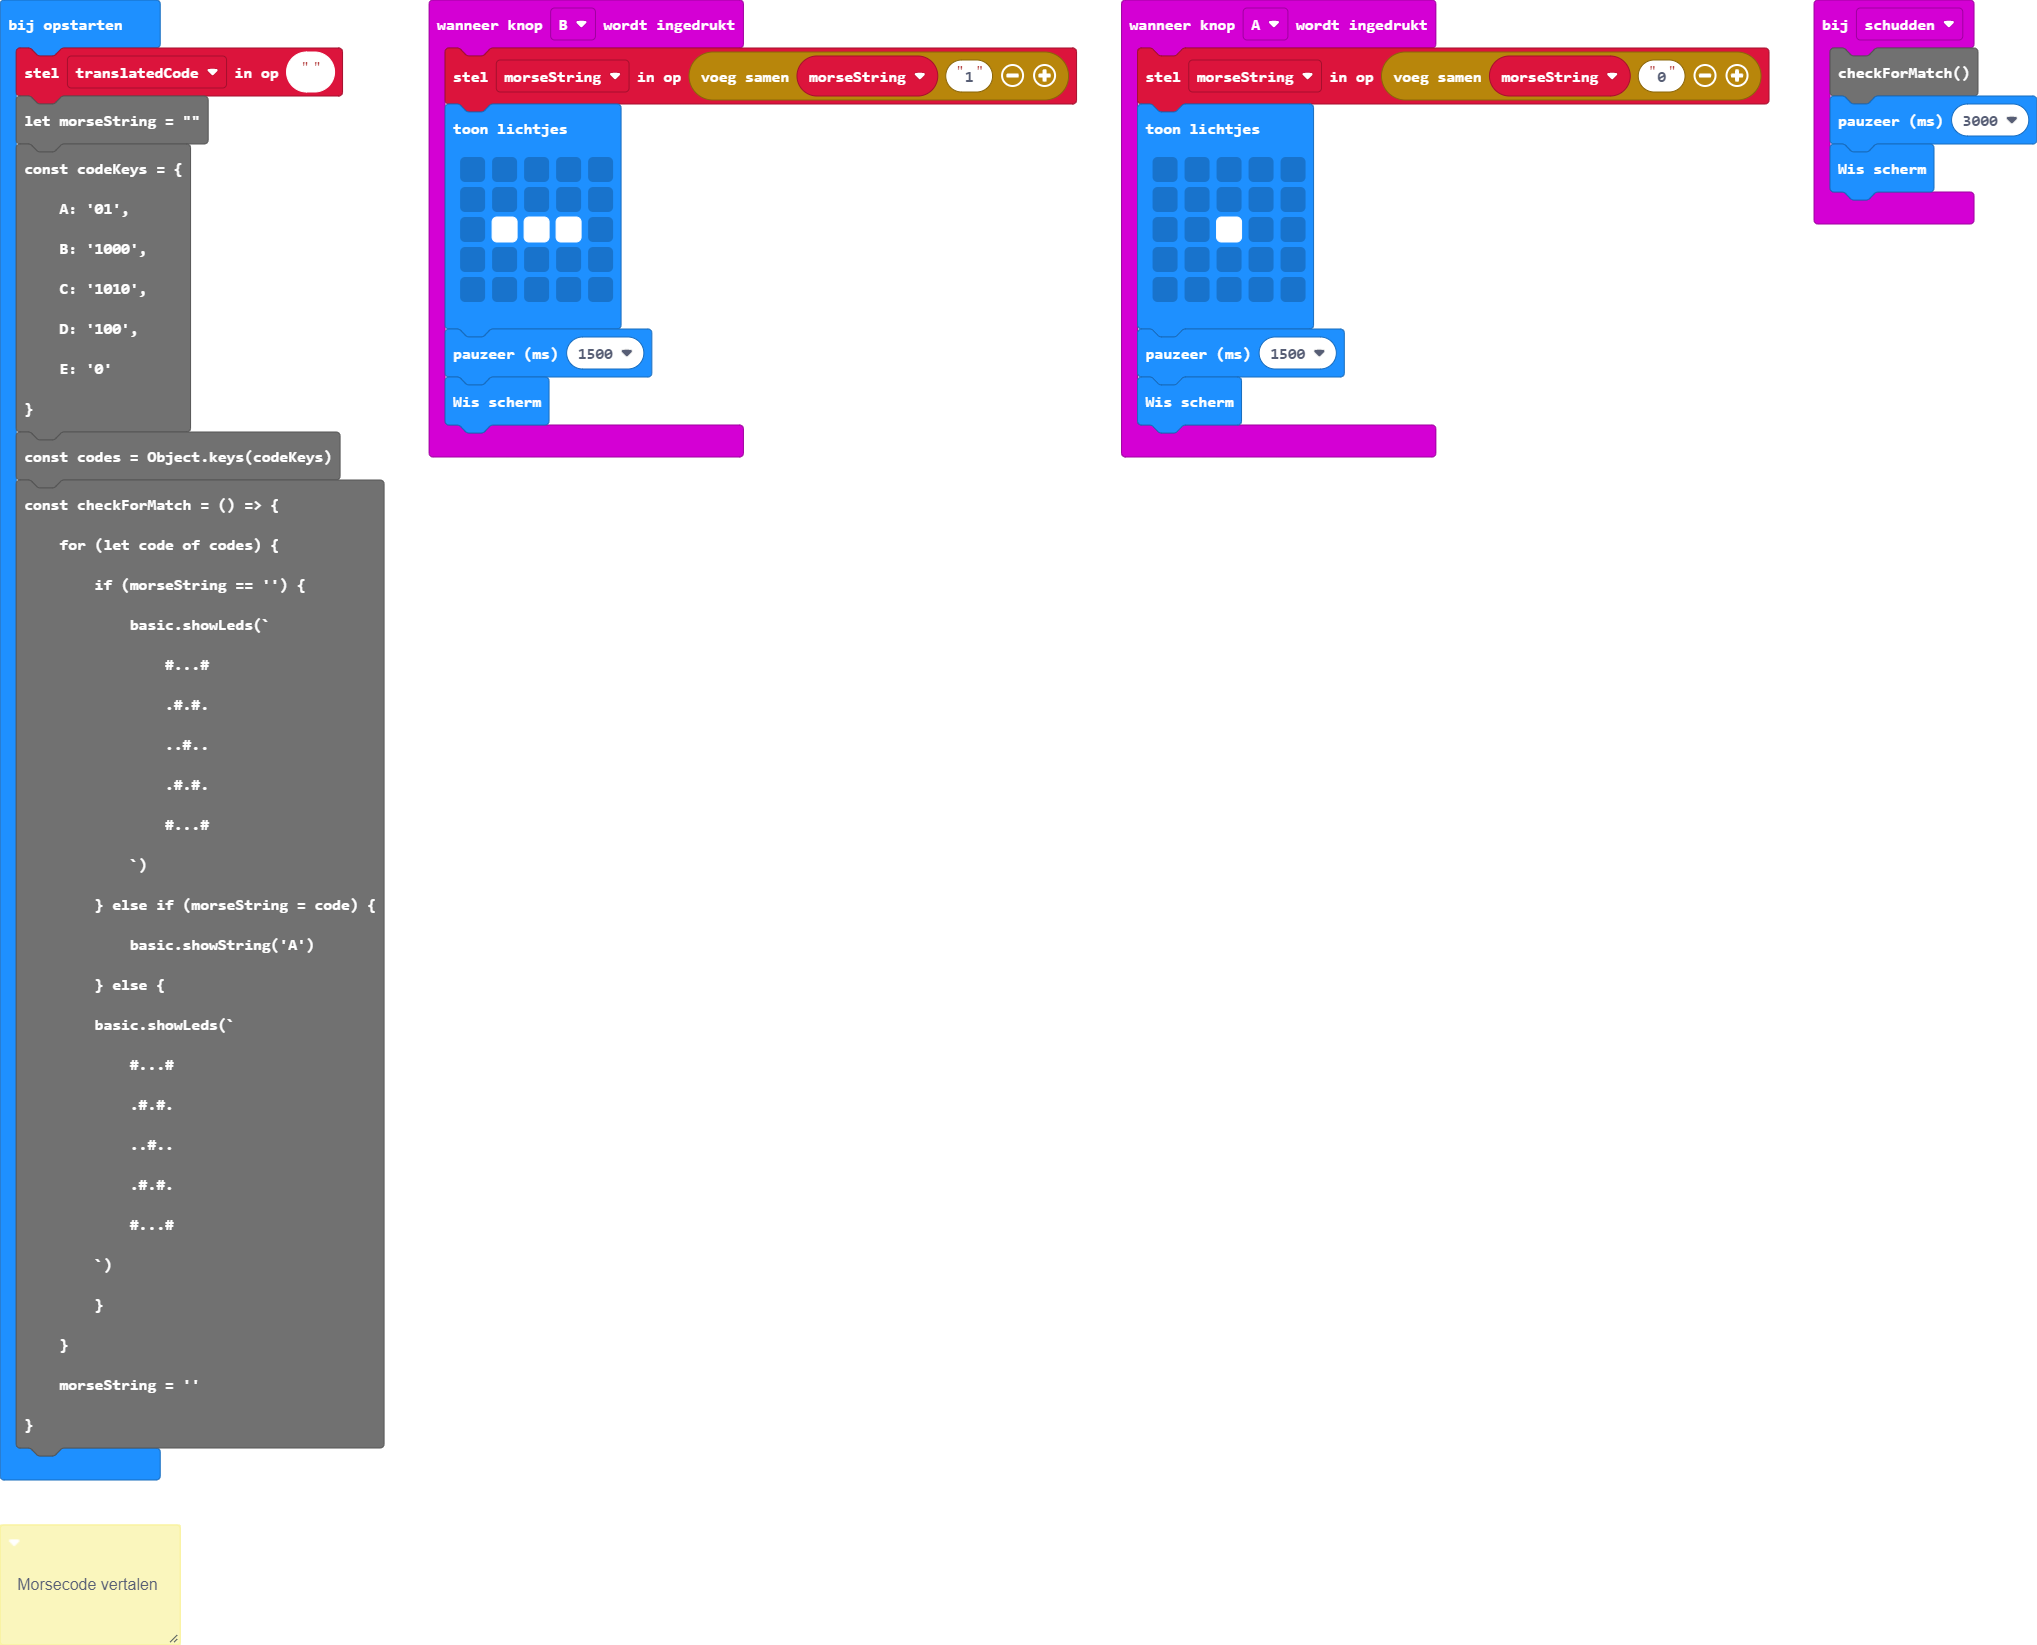 bij opstarten
stel translatedCode in op " "
let morseString = ""
const codeKeys = {
    A: '01',
    B: '1000',
    C: '1010',
    D: '100',
    E: '0'
}
const codes = Object.keys(codeKeys)
const checkForMatch = () => {
    for (let code of codes) {
        if (morseString == '') {
            basic.showLeds(`
                #...#
                .#.#.
                ..#..
                .#.#.
                #...#
            `)
        } else if (morseString = code) {
            basic.showString('A')
        } else {
        basic.showLeds(`
            #...#
            .#.#.
            ..#..
            .#.#.
            #...#
        `)
        }
    }
    morseString = ''
}
wanneer knop B wordt ingedrukt
stel morseString in op voeg samen morseString "1"
toon lichtjes
pauzeer (ms) 1500
Wis scherm
wanneer knop A wordt ingedrukt
stel morseString in op voeg samen morseString "0"
toon lichtjes
pauzeer (ms) 1500
Wis scherm
bij schudden
checkForMatch()
pauzeer (ms) 3000
Wis scherm
Morsecode vertalen